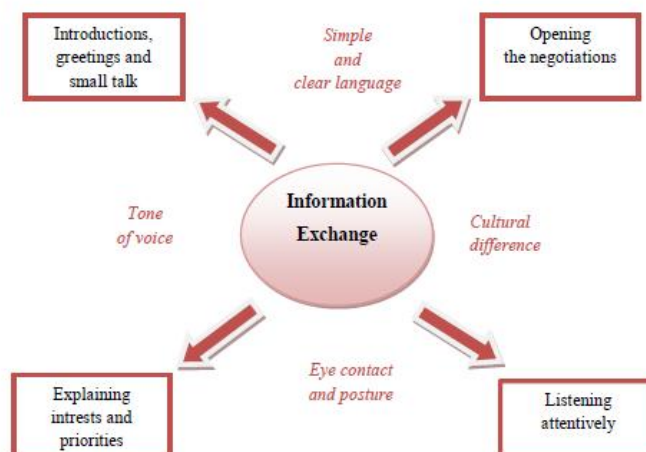 Introductions,
greetings and
small talk
Simple
and
clear language
Opening
the negotiations
Tone
of voice
Information
Exchange
Cultural
difference
Explaining
intrests and
priorities
Eye contact
and posture
Listening
attentively